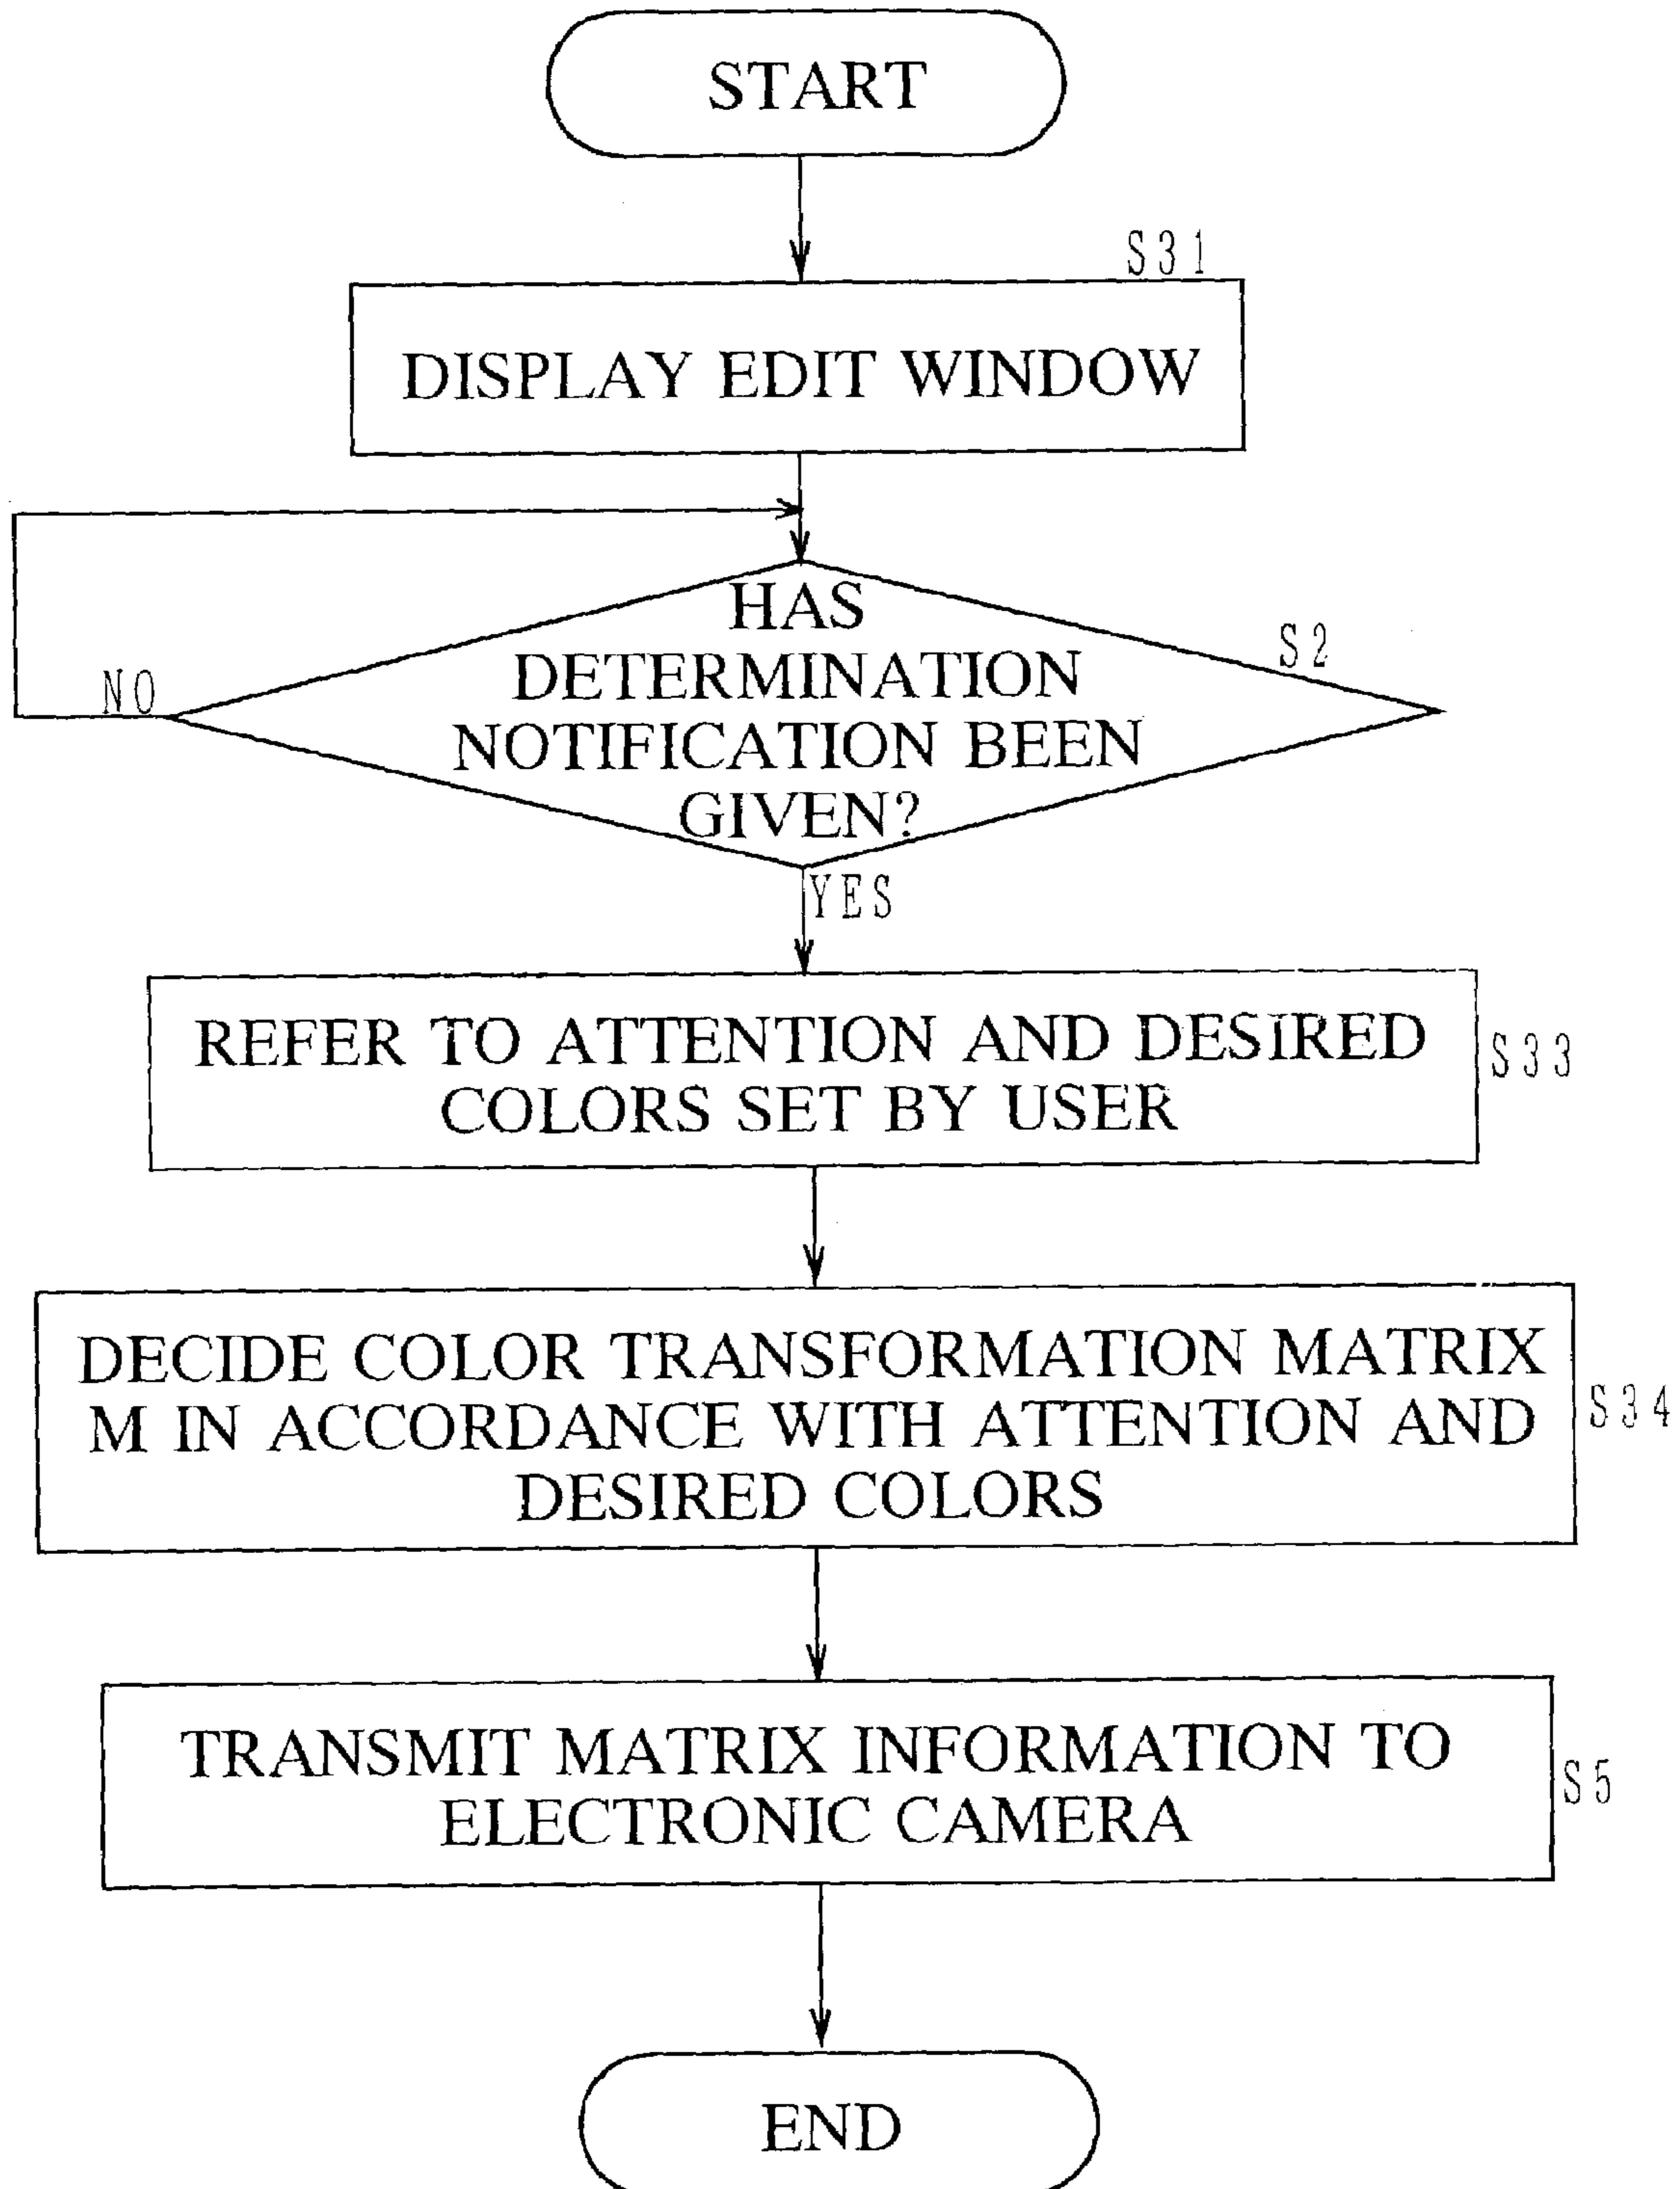 START
S31
DISPLAY EDIT WINDOW
HAS
DETERMINATION
NOTIFICATION BEEN
GIVEN?
S2
NO
YES
REFER TO ATTENTION AND DESIRED
COLORS SET BY USER
S33
DECIDE COLOR TRANSFORMATION MATRIX
M IN ACCORDANCE WITH ATTENTION AND
DESIRED COLORS
S34
TRANSMIT MATRIX INFORMATION TO
ELECTRONIC CAMERA
S5
END